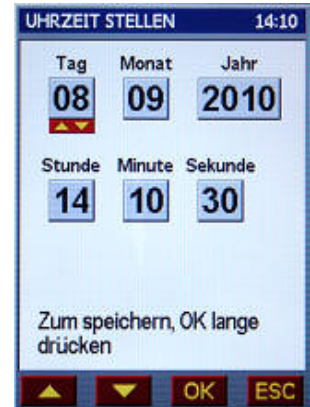 UHRZEIT STELLEN 14:10
Tag Monat Jahr
08 09 2010
Stunde Minute Sekunde
14 10 30
Zum speichern, OK lange
drücken
OK ESC